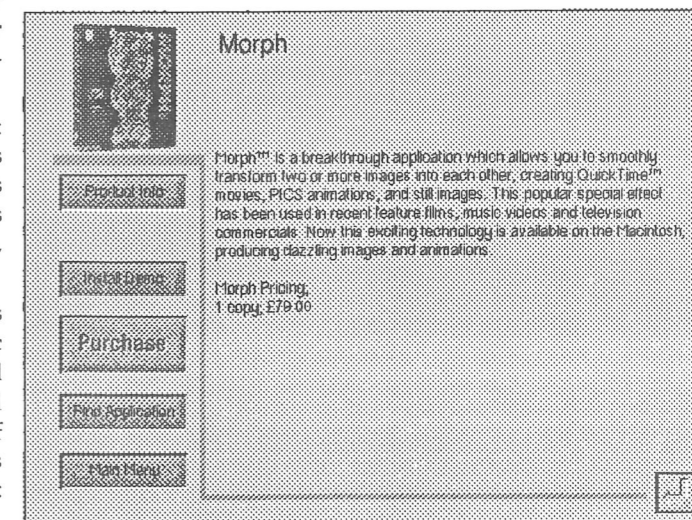 Morph
Morph™ is a breakthrough application which allows you to smoothly
transform two or more images into each other, creating QuickTime™
movies, PICS animations, and still images. This popular special effect
has been used in recent feature films, music videos and television
commercials. Now this exciting technology is available on the Macintosh,
producing dazzling images and animations.
Morph Pricing,
1 copy; £79.00
Product Info
Install Demo
Purchase
Find Application
Main Menu